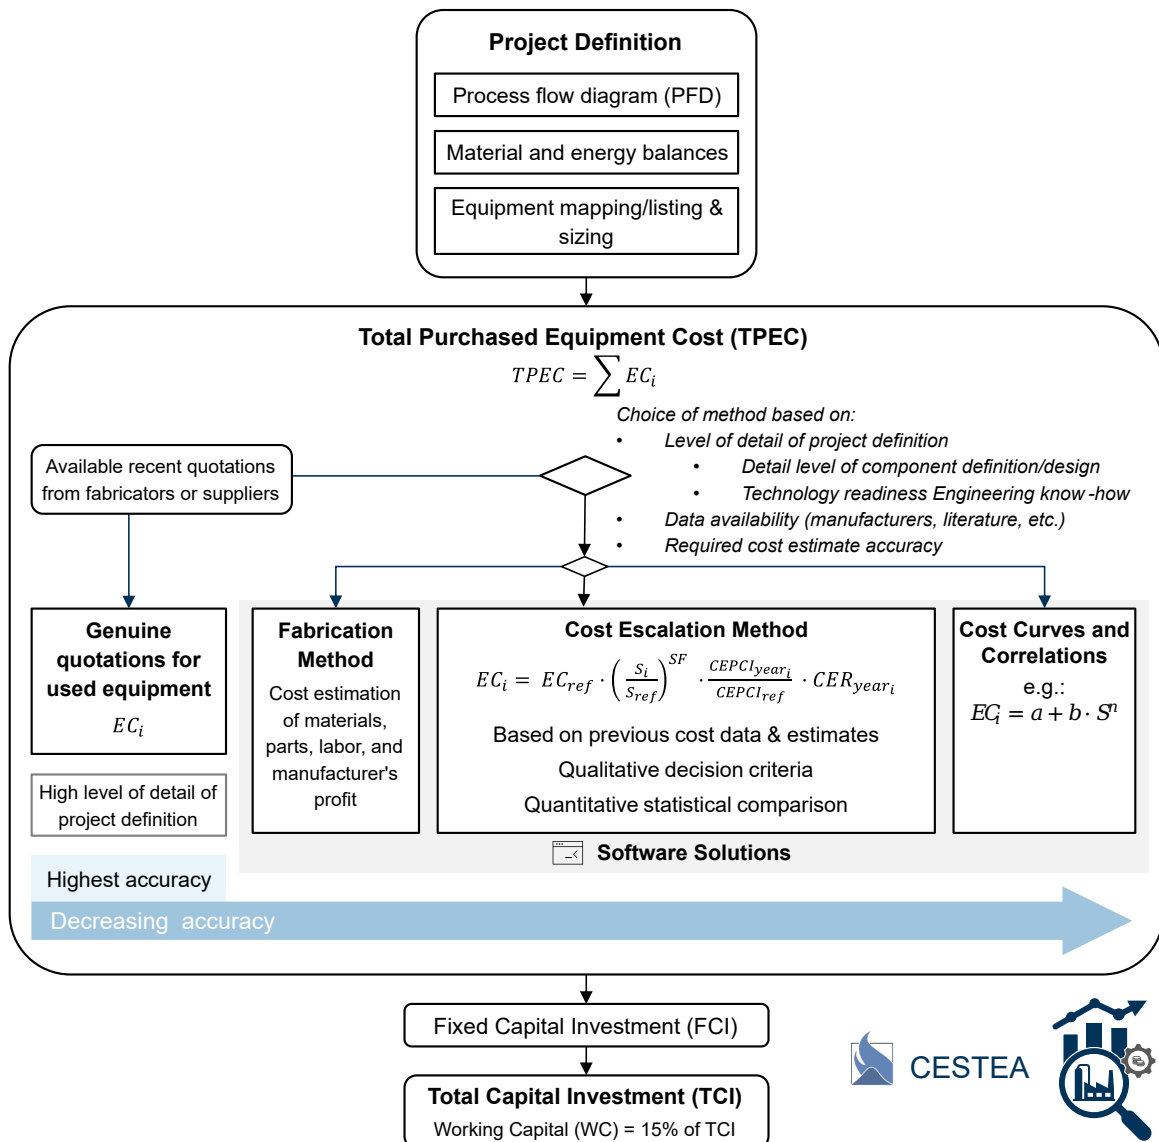 Project Definition
Process flow diagram (PFD)
Material and energy balances
Equipment mapping/listing &
sizing
Total Purchased Equipment Cost (TPEC)
TPEC = ∑ EC_i
Choice of method based on:
• Level of detail of project definition
• Detail level of component definition/design
• Technology readiness Engineering know -how
• Data availability (manufacturers, literature, etc.)
• Required cost estimate accuracy
Available recent quotations
from fabricators or suppliers
Genuine
quotations for
used equipment
EC_i
High level of detail of
project definition
Fabrication
Method
Cost estimation
of materials,
parts, labor, and
manufacturer's
profit
Cost Escalation Method
EC_i = EC_ref · (S_i / S_ref)^SF · CEPCI_year_i / CEPCI_ref · CER_year_i
Based on previous cost data & estimates
Qualitative decision criteria
Quantitative statistical comparison
Cost Curves and
Correlations
e.g.:
EC_i = a + b · S^n
Software Solutions
Highest accuracy
Decreasing accuracy
Fixed Capital Investment (FCI)
Total Capital Investment (TCI)
Working Capital (WC) = 15% of TCI
CESTEA